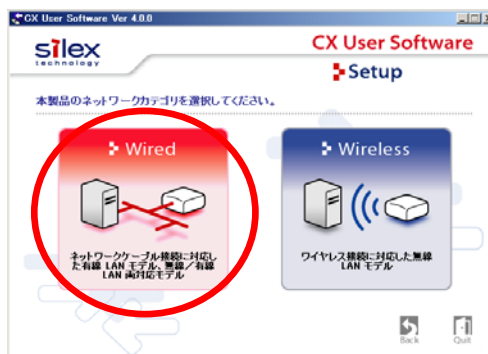 CX User Software Ver 4.0.0
silex
technology
CX User Software
Setup
本製品のネットワークカテゴリを選択してください。
Wired
Wireless
ネットワークケーブル接続に対応し
た有線 LAN モデル、無線／有線
LAN 両対応モデル
ワイヤレス接続に対応した無線
LAN モデル
Back
Quit